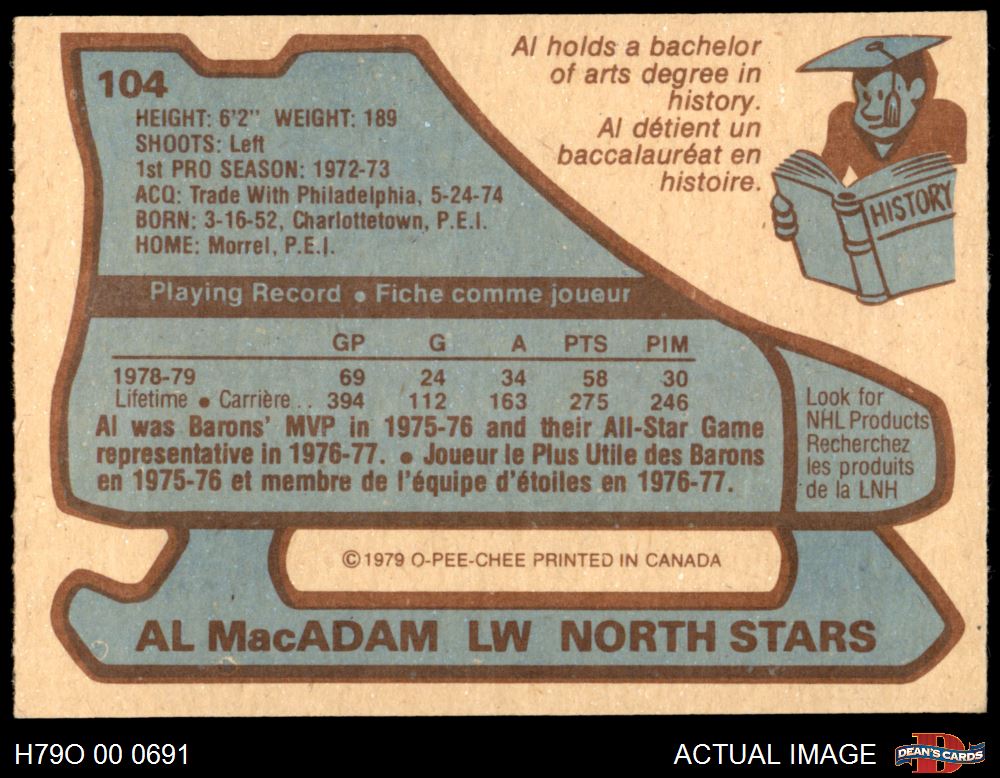 104
HEIGHT: 6'2" WEIGHT: 189
SHOOTS: Left
1st PRO SEASON: 1972-73
ACQ: Trade With Philadelphia, 5-24-74
BORN: 3-16-52, Charlottetown, P.E.I.
HOME: Morrel, P.E.I.
Al holds a bachelor
of arts degree in
history.
Al détient un
baccalauréat en
histoire.
HISTORY
Playing Record • Fiche comme joueur
GP G A PTS PIM
1978-79 69 24 34 58 30
Lifetime • Carrière.. 394 112 163 275 246
Al was Barons' MVP in 1975-76 and their All-Star Game
representative in 1976-77. • Joueur le Plus Utile des Barons
en 1975-76 et membre de l'équipe d'étoiles en 1976-77.
Look for
NHL Products
Recherchez
les produits
de la LNH
©1979 O-PEE-CHEE PRINTED IN CANADA
AL MacADAM LW NORTH STARS
H79O 00 0691
ACTUAL IMAGE
DEAN'S CARDS